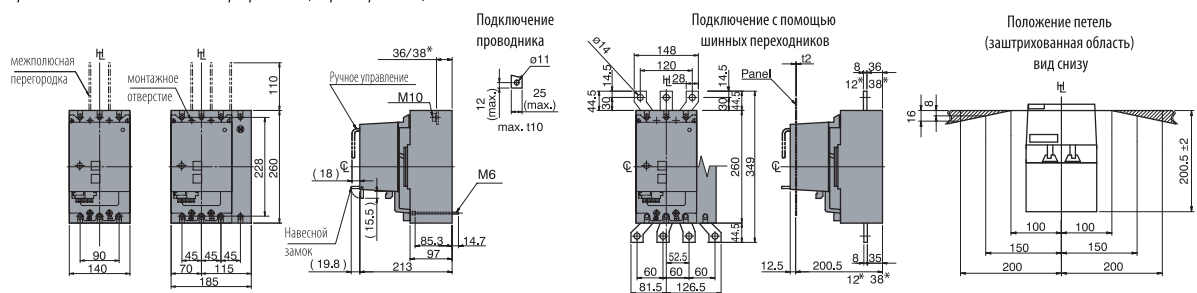 Подключение
проводника
Подключение с помощью
шинных переходников
Положение петель
(заштрихованная область)
вид снизу
межполюсная
перегородка
монтажное
отверстие
110
228
260
90
140
45 45 45
70 115
185
Ручное управление
36/38*
M10
(18)
(15.5)
M6
Навесной
замок
85.3
14.7
97
(19.8)
213
ø11
12
(max.)
25
(max.)
max. t10
ø14
148
120
28
44.5
14.5
30
14.5
44.5
260
349
44.5
52.5
60 60 60
81.5 126.5
Panel
t2
8 36
12* 38*
12.5
200.5
8 35
12* 38*
8
16
200.5 ±2
100 100
150 150
200 200